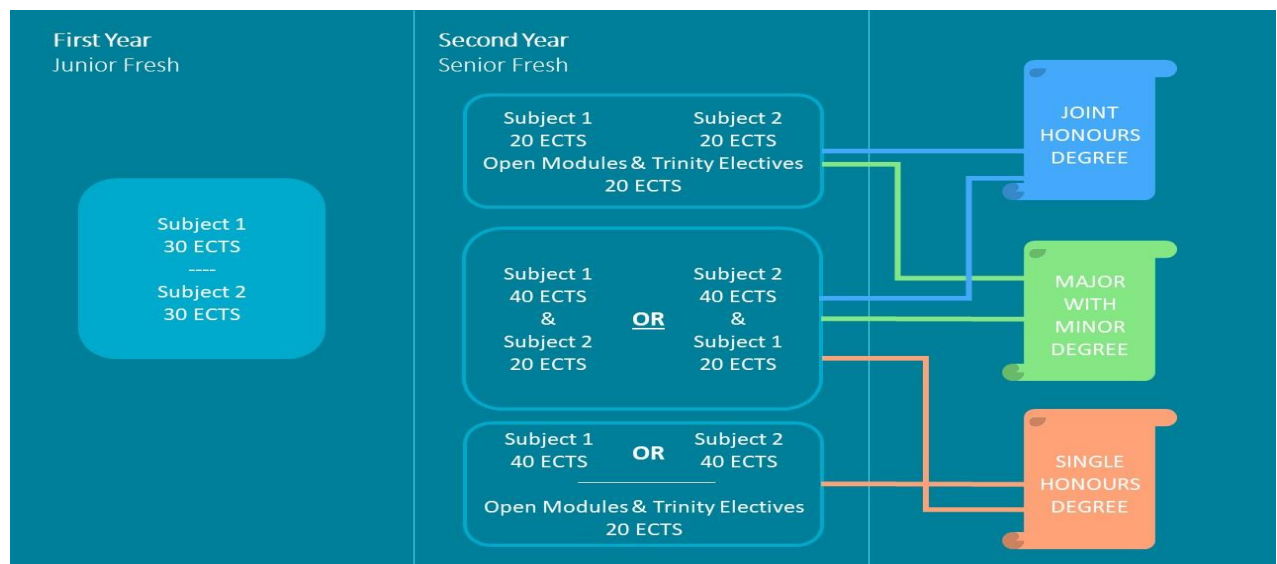 First Year
Junior Fresh
Subject 1
30 ECTS
----
Subject 2
30 ECTS
Second Year
Senior Fresh
Subject 1 Subject 2
20 ECTS 20 ECTS
Open Modules & Trinity Electives
20 ECTS
Subject 1 Subject 2
40 ECTS 40 ECTS
& OR &
Subject 2 Subject 1
20 ECTS 20 ECTS
Subject 1 OR Subject 2
40 ECTS 40 ECTS
Open Modules & Trinity Electives
20 ECTS
JOINT
HONOURS
DEGREE
MAJOR
WITH
MINOR
DEGREE
SINGLE
HONOURS
DEGREE